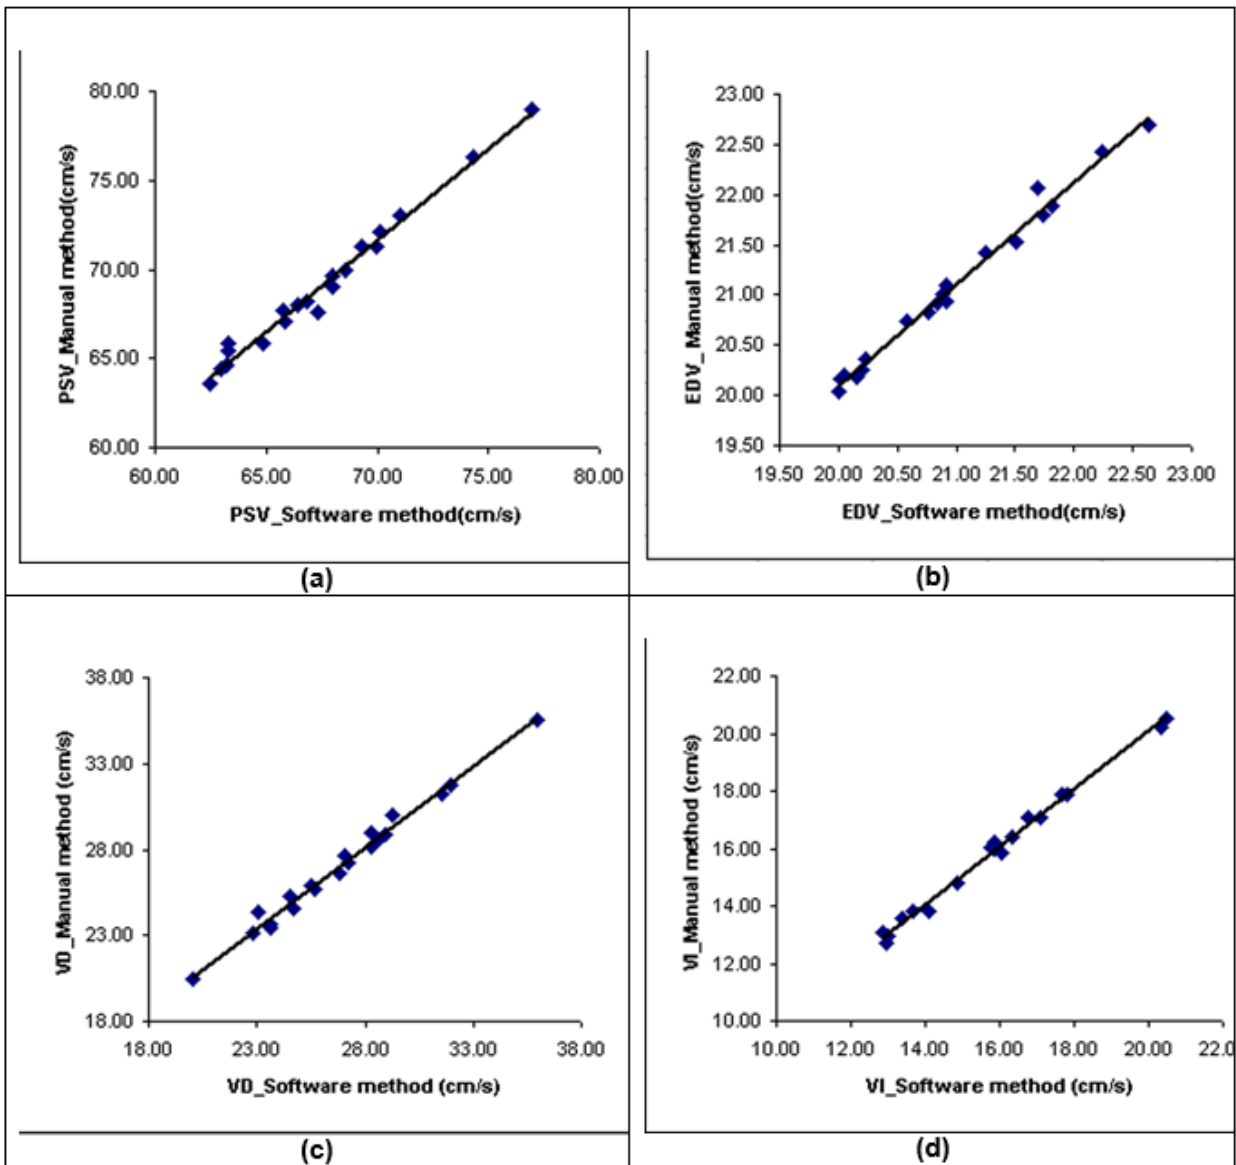 80.00
75.00
70.00
65.00
60.00
PSV_Manual method(cm/s)
60.00 65.00 70.00 75.00 80.00
PSV_Software method(cm/s)
(a)
23.00
22.50
22.00
21.50
21.00
20.50
20.00
19.50
EDV_ Manual method(cm/s)
19.50 20.00 20.50 21.00 21.50 22.00 22.50 23.00
EDV_Software method(cm/s)
(b)
38.00
33.00
28.00
23.00
18.00
VD_Manual method (cm/s)
18.00 23.00 28.00 33.00 38.00
VD_Software method (cm/s)
(c)
22.00
20.00
18.00
16.00
14.00
12.00
10.00
VI_Manual method (cm/s)
10.00 12.00 14.00 16.00 18.00 20.00 22.0
VI_Software method (cm/s)
(d)